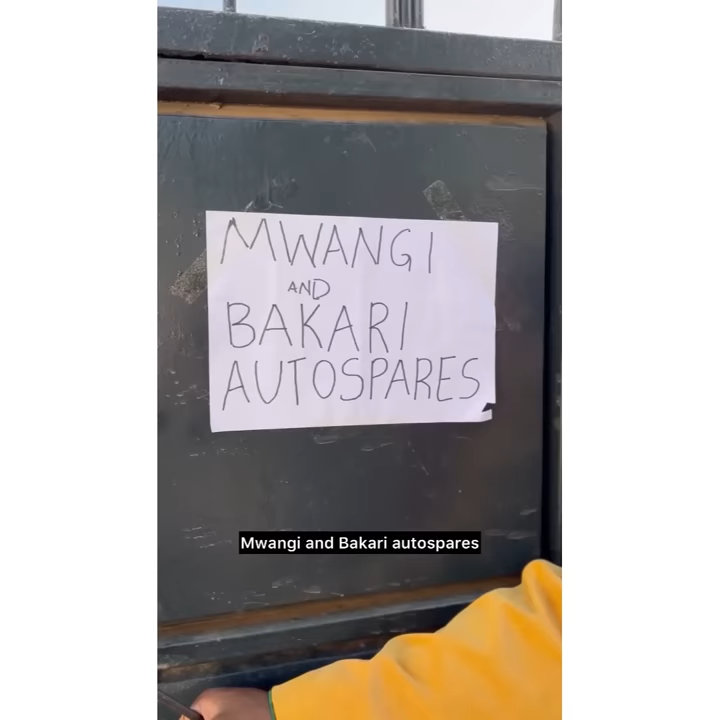 MWANGI
AND
BAKARI
AUTOSPARES
Mwangi and Bakari autospares